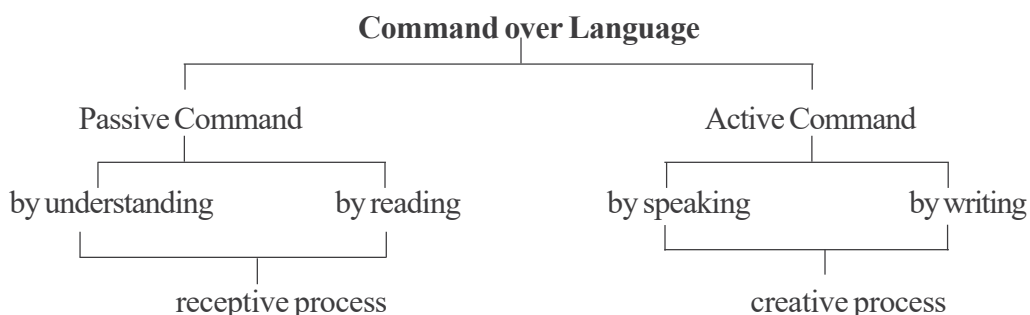 Command over Language
Passive Command Active Command
by understanding by reading by speaking by writing
receptive process creative process